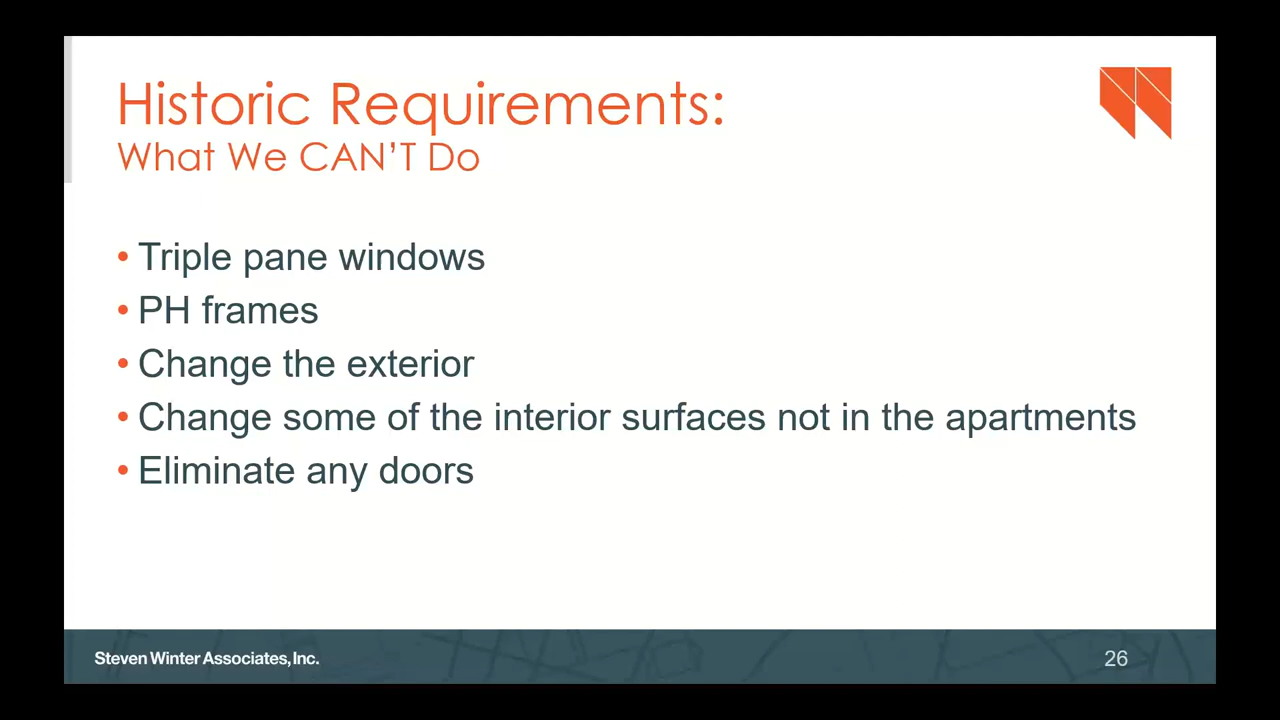 Historic Requirements:
What We CAN’T Do
• Triple pane windows
• PH frames
• Change the exterior
• Change some of the interior surfaces not in the apartments
• Eliminate any doors
Steven Winter Associates, Inc.
26